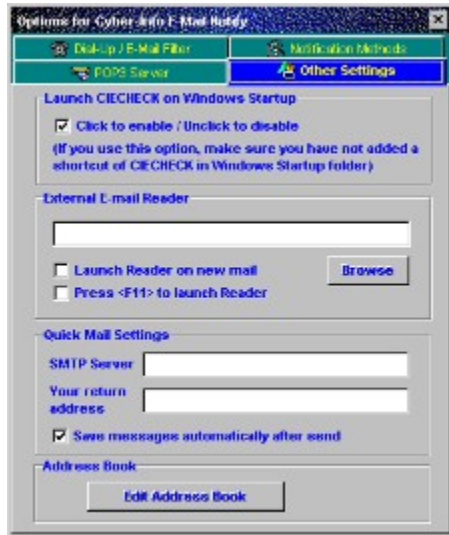 Options for Cyber-Info E-Mail Notify
Dial-Up / E-Mail Filter
Notification Methods
POP3 Server
Other Settings
Launch CIECHECK on Windows Startup
Click to enable / Unclick to disable
(If you use this option, make sure you have not added a
shortcut of CIECHECK in Windows Startup folder)
External E-mail Reader
Launch Reader on new mail
Browse
Press <F11> to launch Reader
Quick Mail Settings
SMTP Server
Your return
address
Save messages automatically after send
Address Book
Edit Address Book